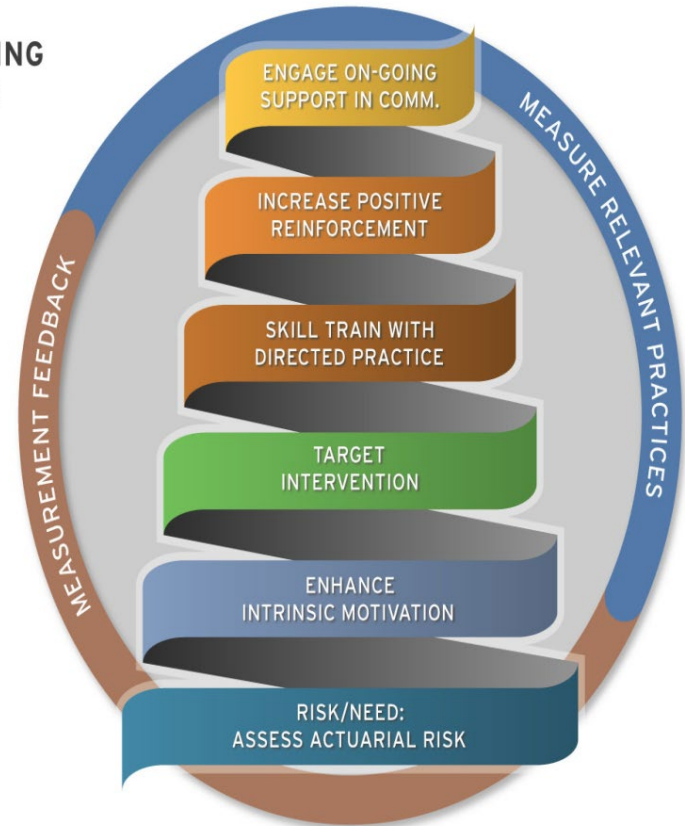 ING
ENGAGE ON-GOING
SUPPORT IN COMM.
INCREASE POSITIVE
REINFORCEMENT
SKILL TRAIN WITH
DIRECTED PRACTICE
TARGET
INTERVENTION
ENHANCE
INTRINSIC MOTIVATION
RISK/NEED:
ASSESS ACTUARIAL RISK
MEASUREMENT FEEDBACK
MEASURE RELEVANT PRACTICES